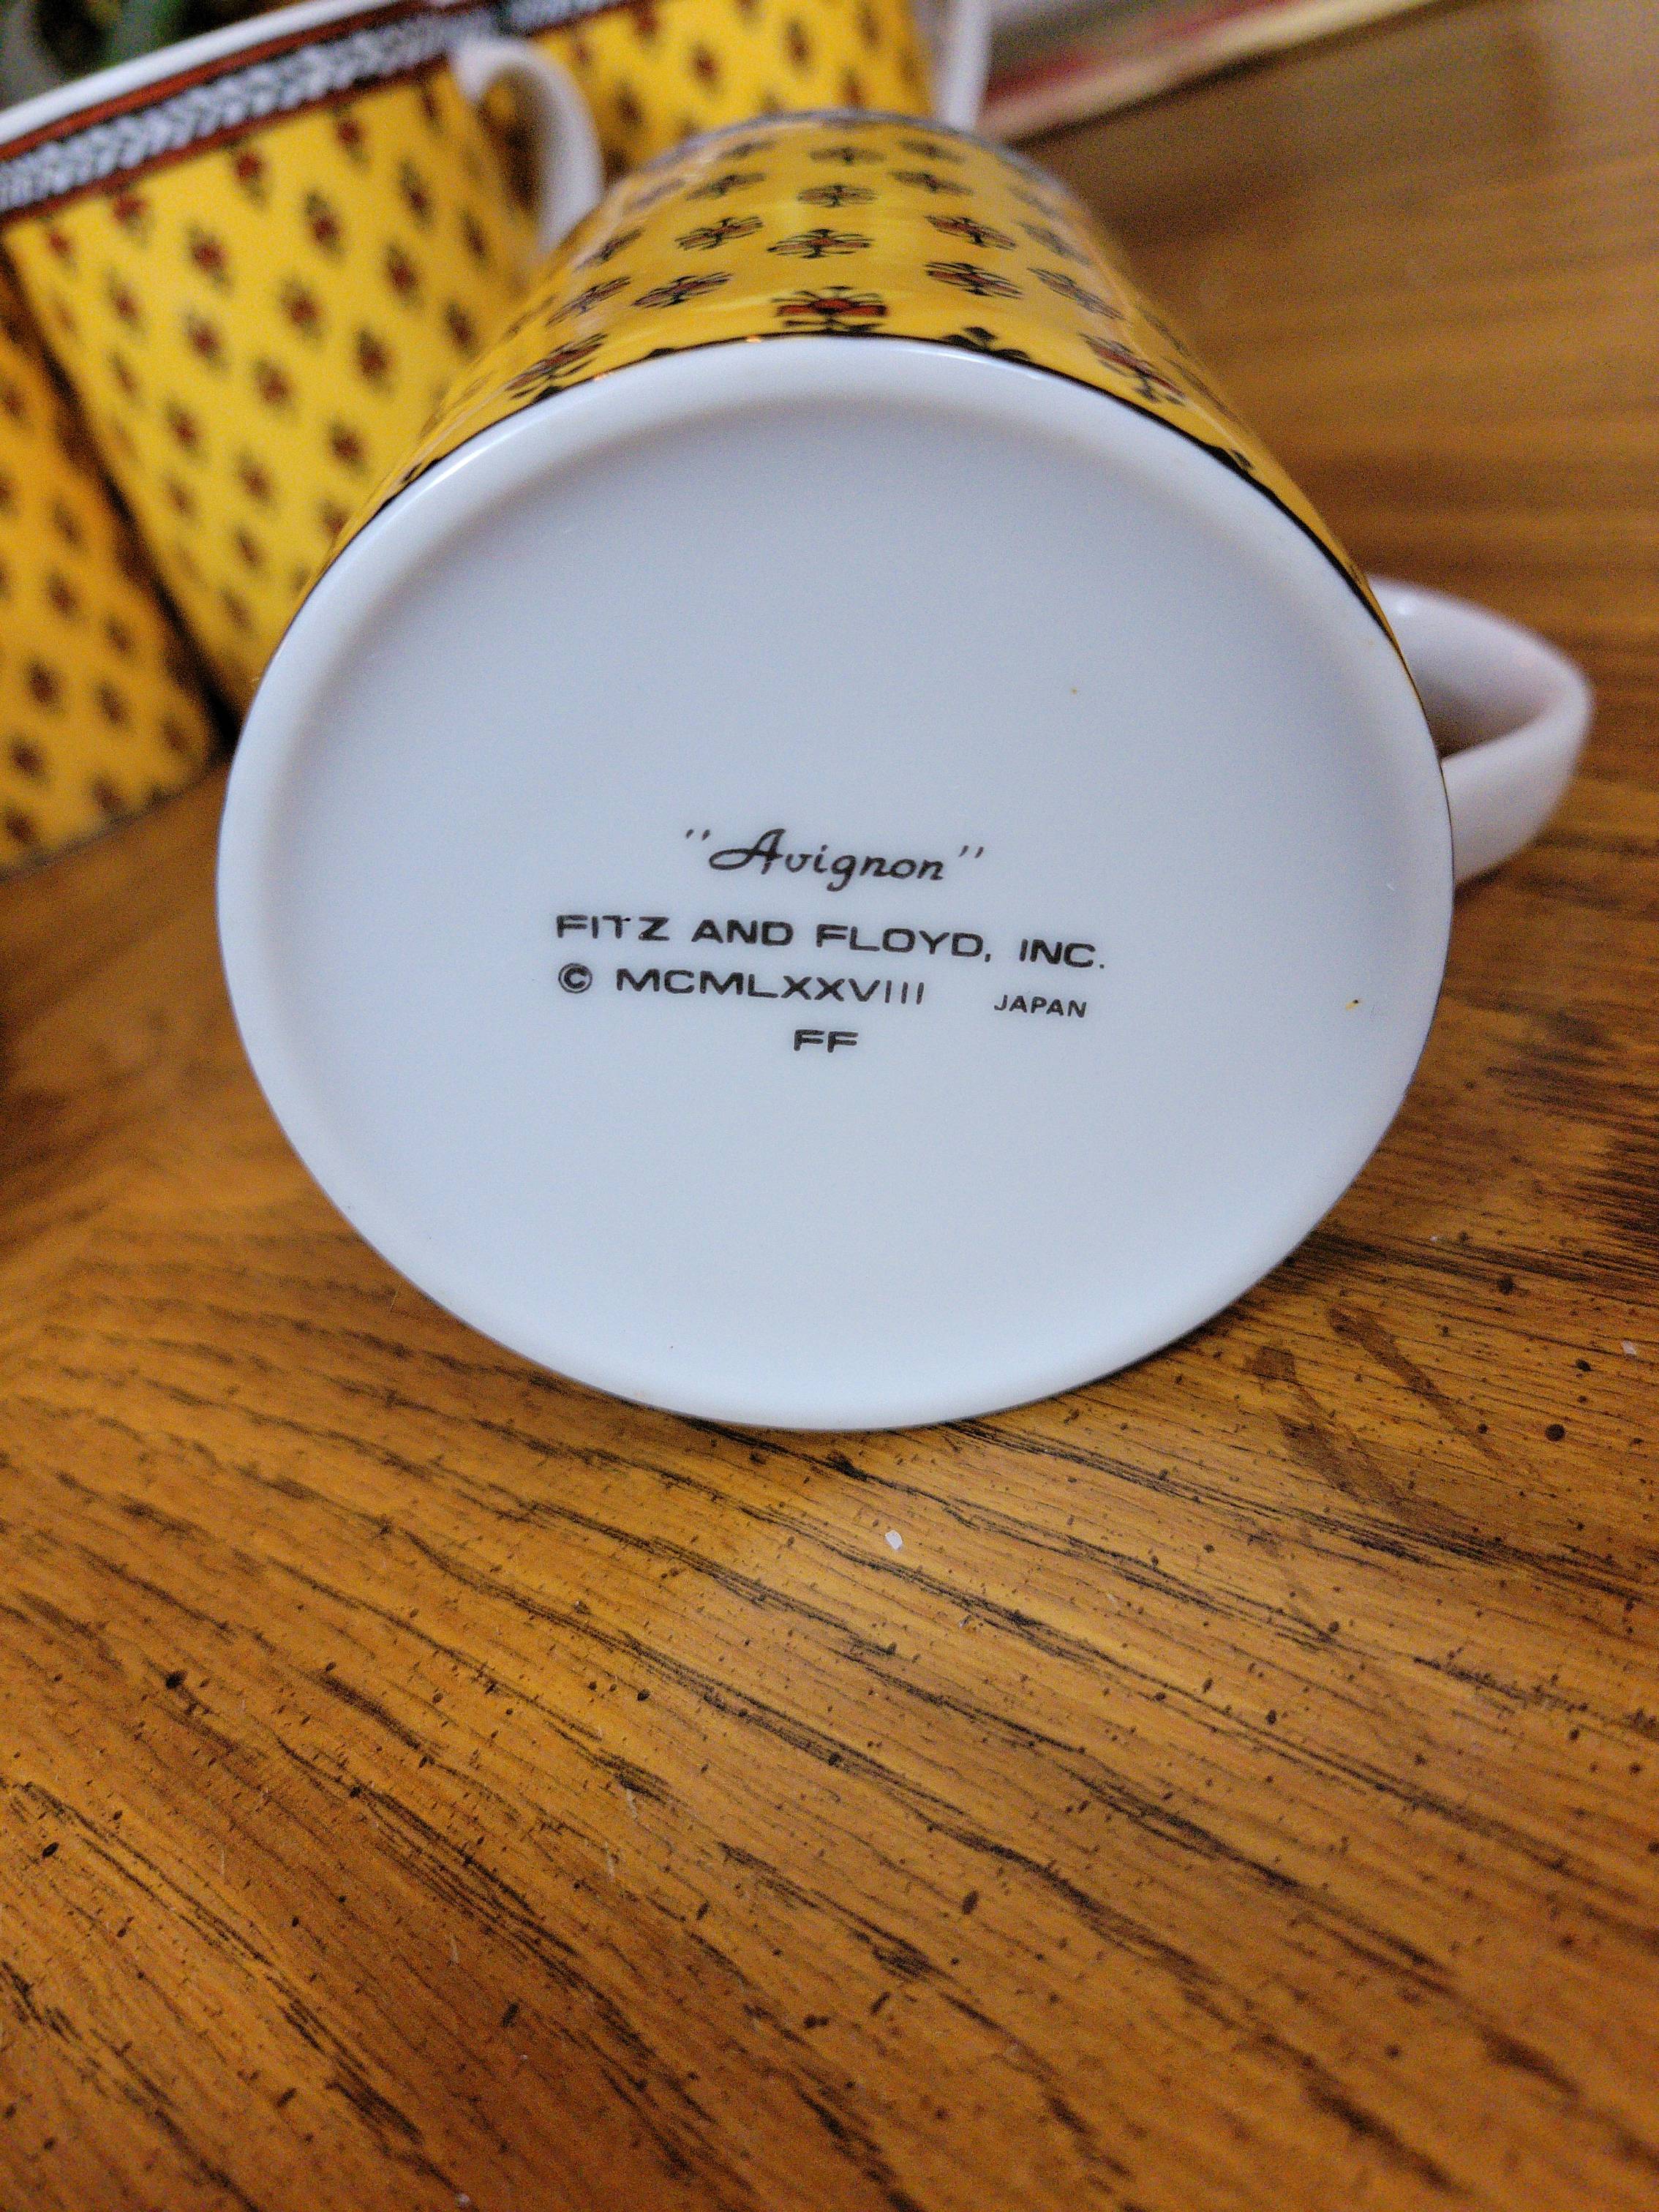 "Avignon"
FITZ AND FLOYD, INC.
© MCMLXXVIII JAPAN
FF